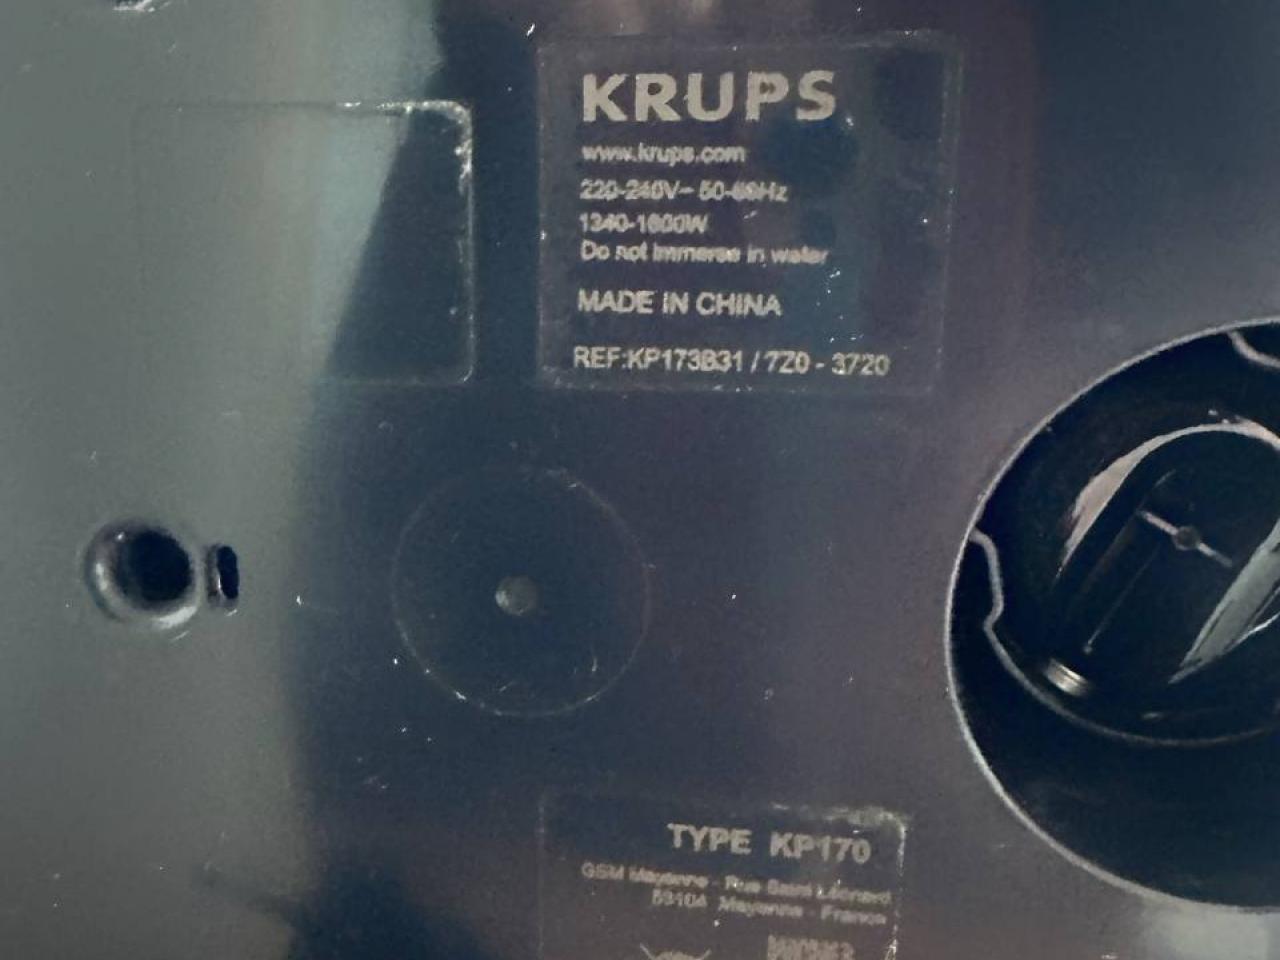 KRUPS
www.krups.com
220-240V~ 50-60Hz
1340-1600W
Do not immerse in water
MADE IN CHINA
REF:KP173B31 / 7Z0 - 3720
TYPE KP170
GSM Mayenne - Rue Saint Léonard
53104 Mayenne - France